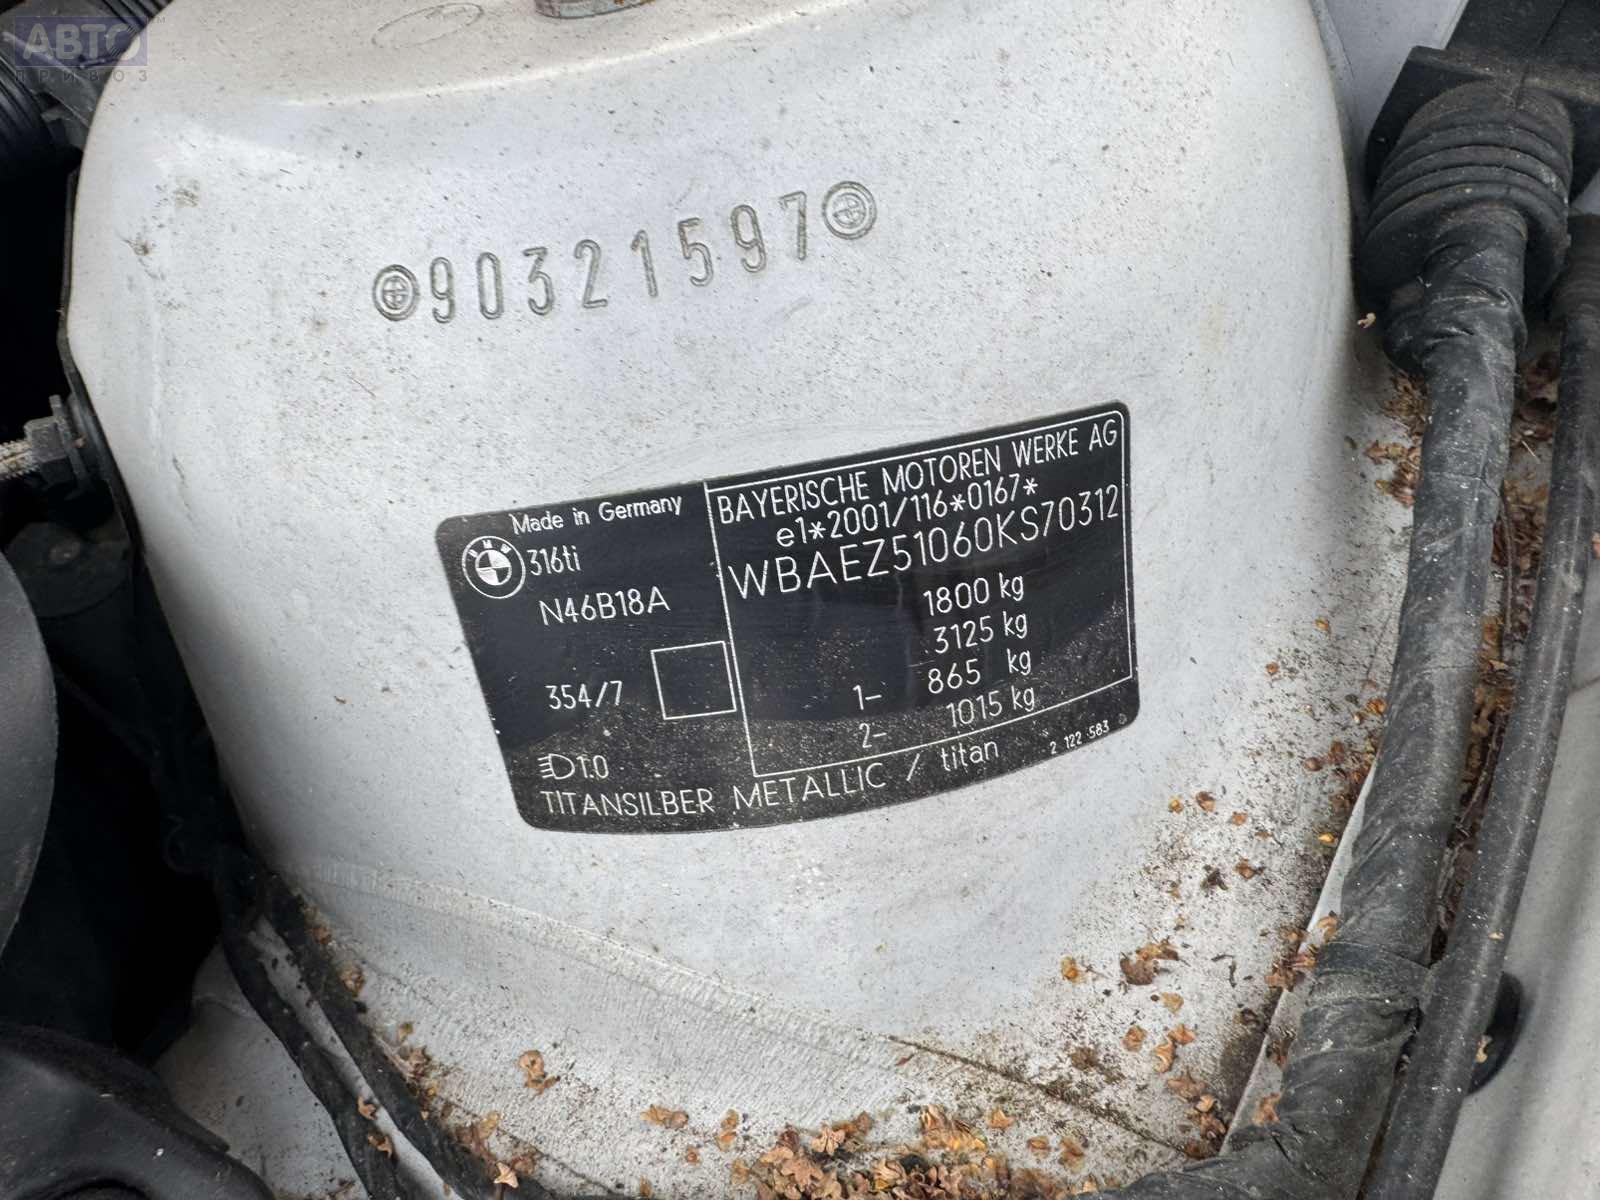 АВТО
ПРИВОЗ
90321597
Made in Germany
316ti
N46B18A
354/7
1.0
BAYERISCHE MOTOREN WERKE AG
e1*2001/116*0167*
WBAEZ51060KS70312
1800 kg
3125 kg
1- 865 kg
2- 1015 kg
TITANSILBER METALLIC / titan
2 122 583